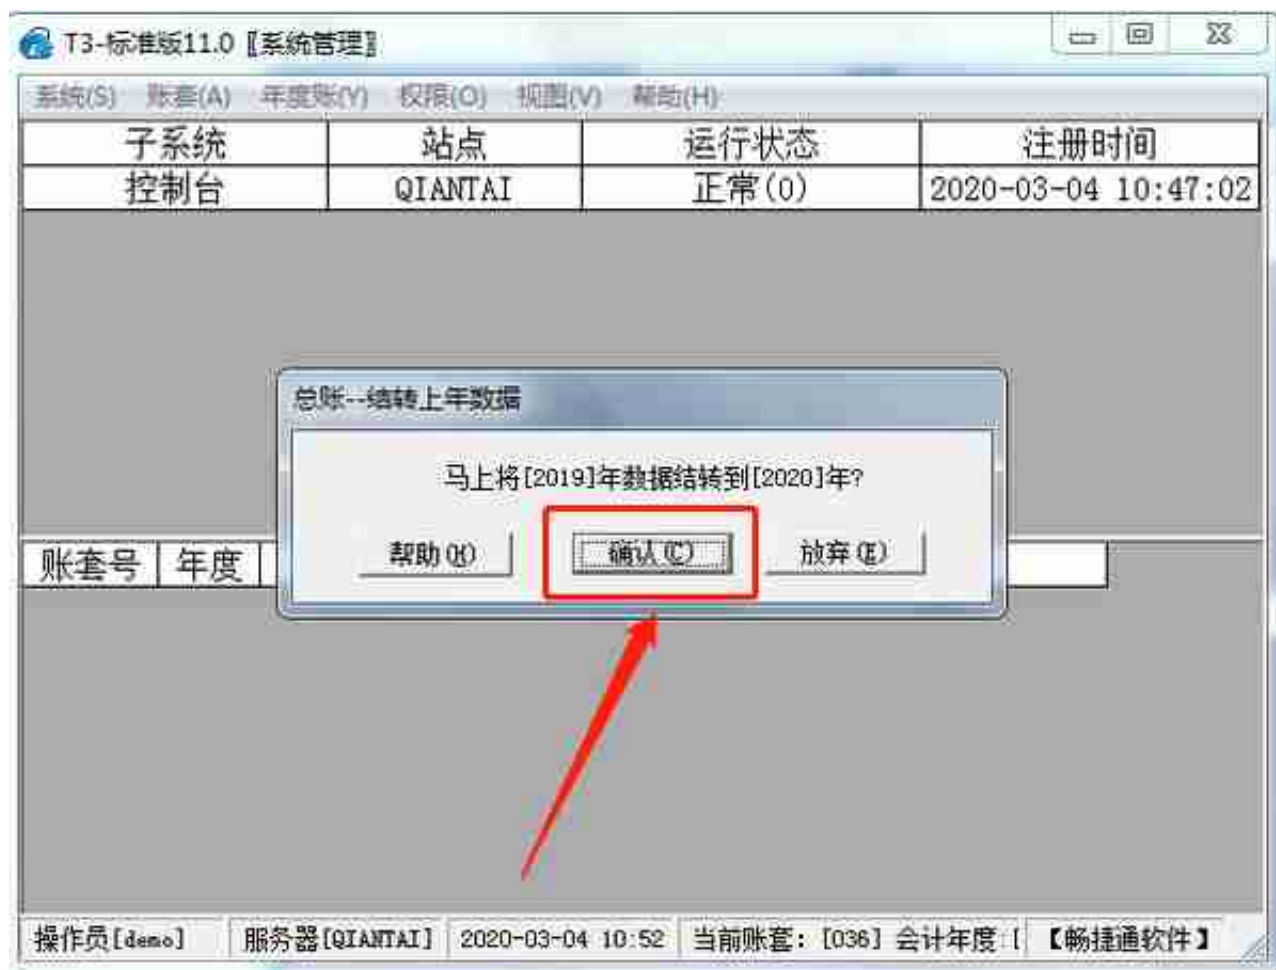 T3-标准版11.0〖系统管理〗
系统(S) 账套(A) 年度账(Y) 权限(O) 视图(V) 帮助(H)
子系统 站点 运行状态 注册时间
控制台 QIANTAI 正常(0) 2020-03-04 10:47:02
总账--结转上年数据
马上将[2019]年数据结转到[2020]年?
帮助(H) 确认(C) 放弃(E)
账套号 年度
操作员[demo] 服务器[QIANTAI] 2020-03-04 10:52 当前账套: [036] 会计年度 [ 【畅捷通软件】